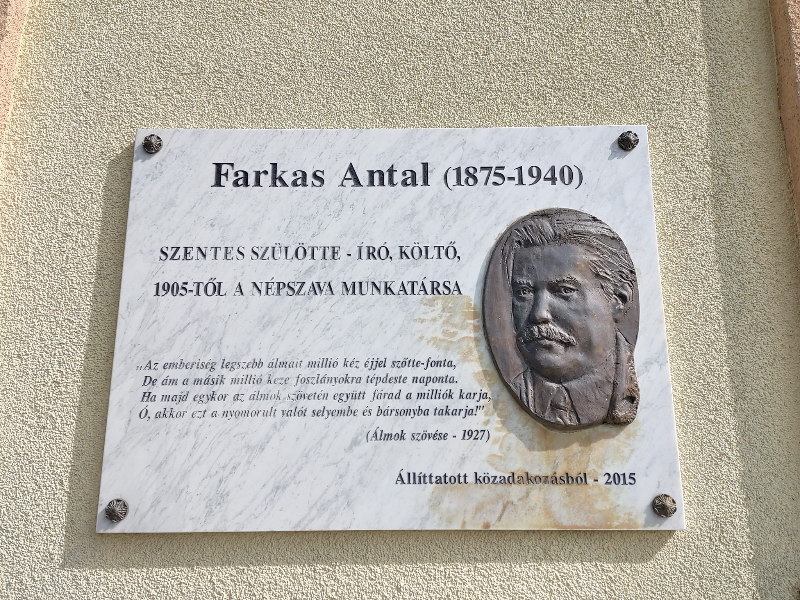 Farkas Antal (1875-1940)
SZENTES SZÜLÖTTE - ÍRÓ, KÖLTŐ,
1905-TŐL A NÉPSZAVA MUNKATÁRSA
„Az emberiség legszebb álmait millió kéz éjjel szőtte-fonta,
De ám a másik millió keze foszlányokra tépdeste naponta.
Ha majd egykor az álmok szövetén együtt fárad a milliók karja,
Ó, akkor ezt a nyomorult valót selyembe és bársonyba takarja!”
(Álmok szövése - 1927)
Állíttatott közadakozásból - 2015